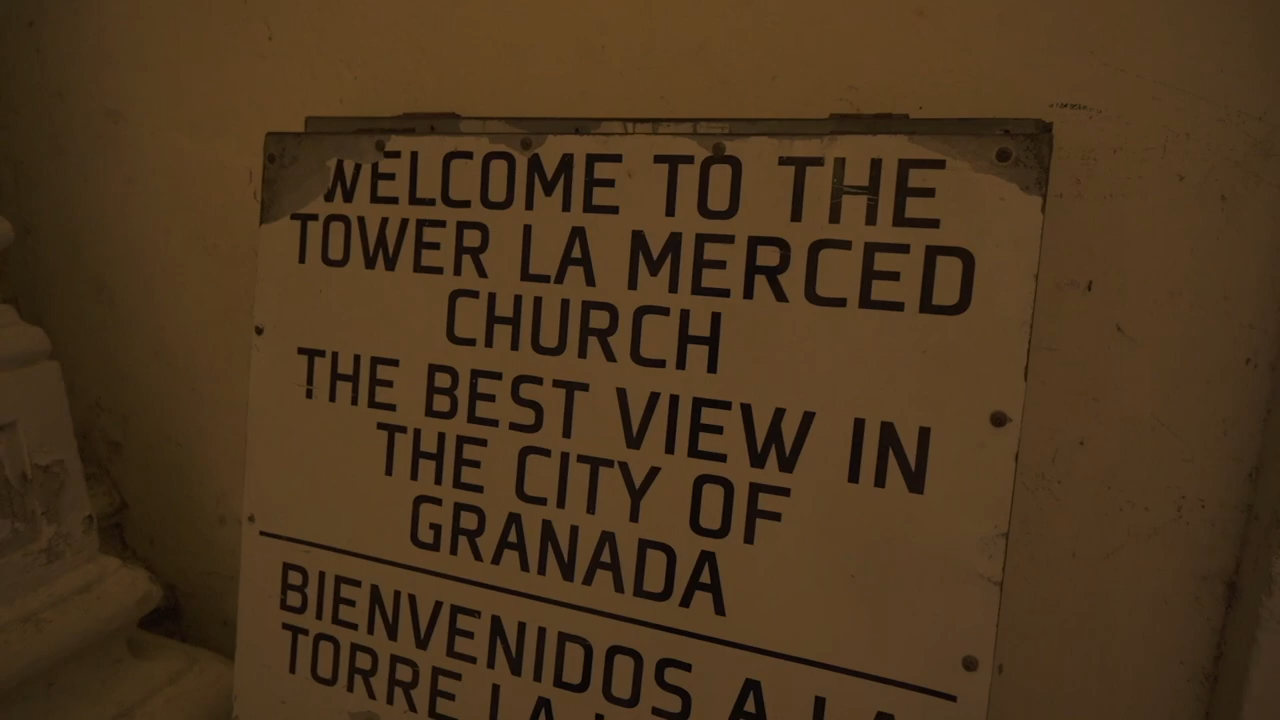 WELCOME TO THE
TOWER LA MERCED
CHURCH
THE BEST VIEW IN
THE CITY OF
GRANADA
BIENVENIDOS A LA
TORRE LA